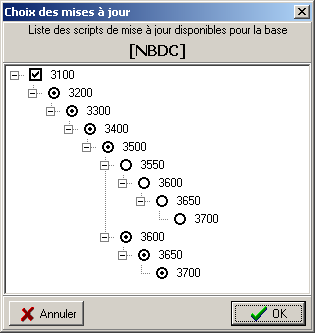 Choix des mises à jour
Liste des scripts de mise à jour disponibles pour la base
[NBDC]
3100
3200
3300
3400
3500
3550
3600
3650
3700
3600
3650
3700
Annuler
OK